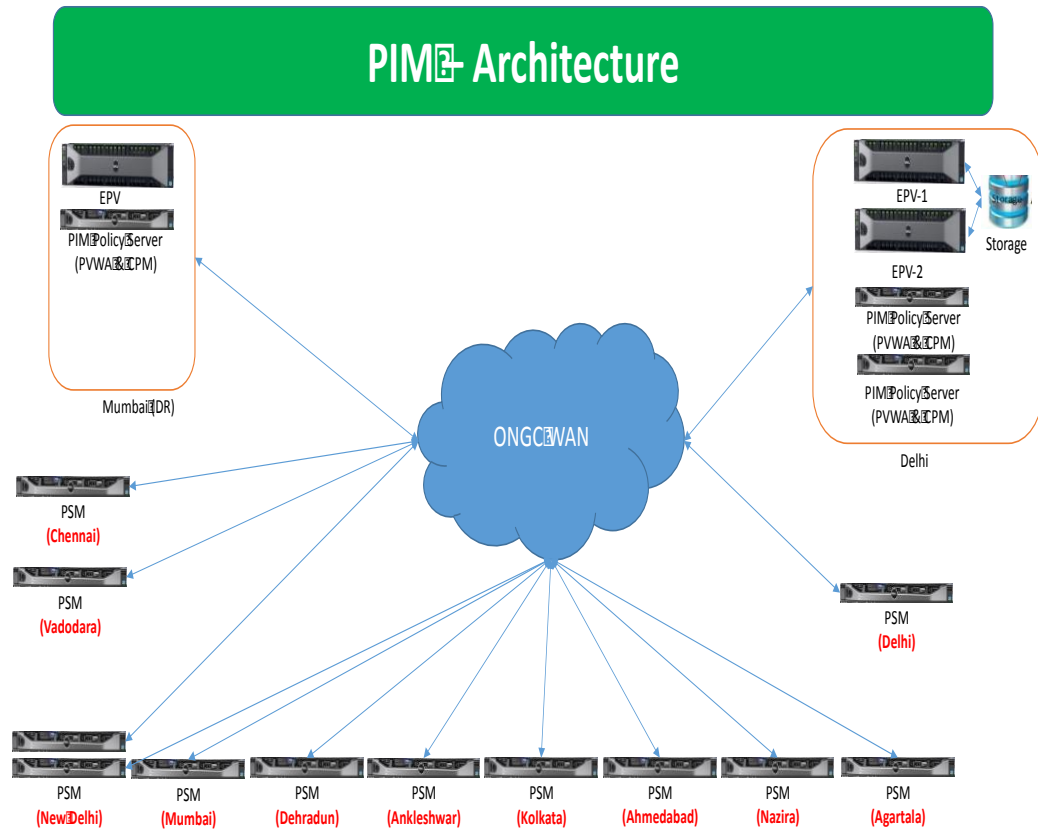 PIM – Architecture
EPV
PIM Policy Server
(PVWA & CPM)
Mumbai (DR)
EPV-1
Storage
Storage
EPV-2
PIM Policy Server
(PVWA & CPM)
PIM Policy Server
(PVWA & CPM)
Delhi
ONGC WAN
PSM
(Chennai)
PSM
(Vadodara)
PSM
(Delhi)
PSM
(New Delhi)
PSM
(Mumbai)
PSM
(Dehradun)
PSM
(Ankleshwar)
PSM
(Kolkata)
PSM
(Ahmedabad)
PSM
(Nazira)
PSM
(Agartala)